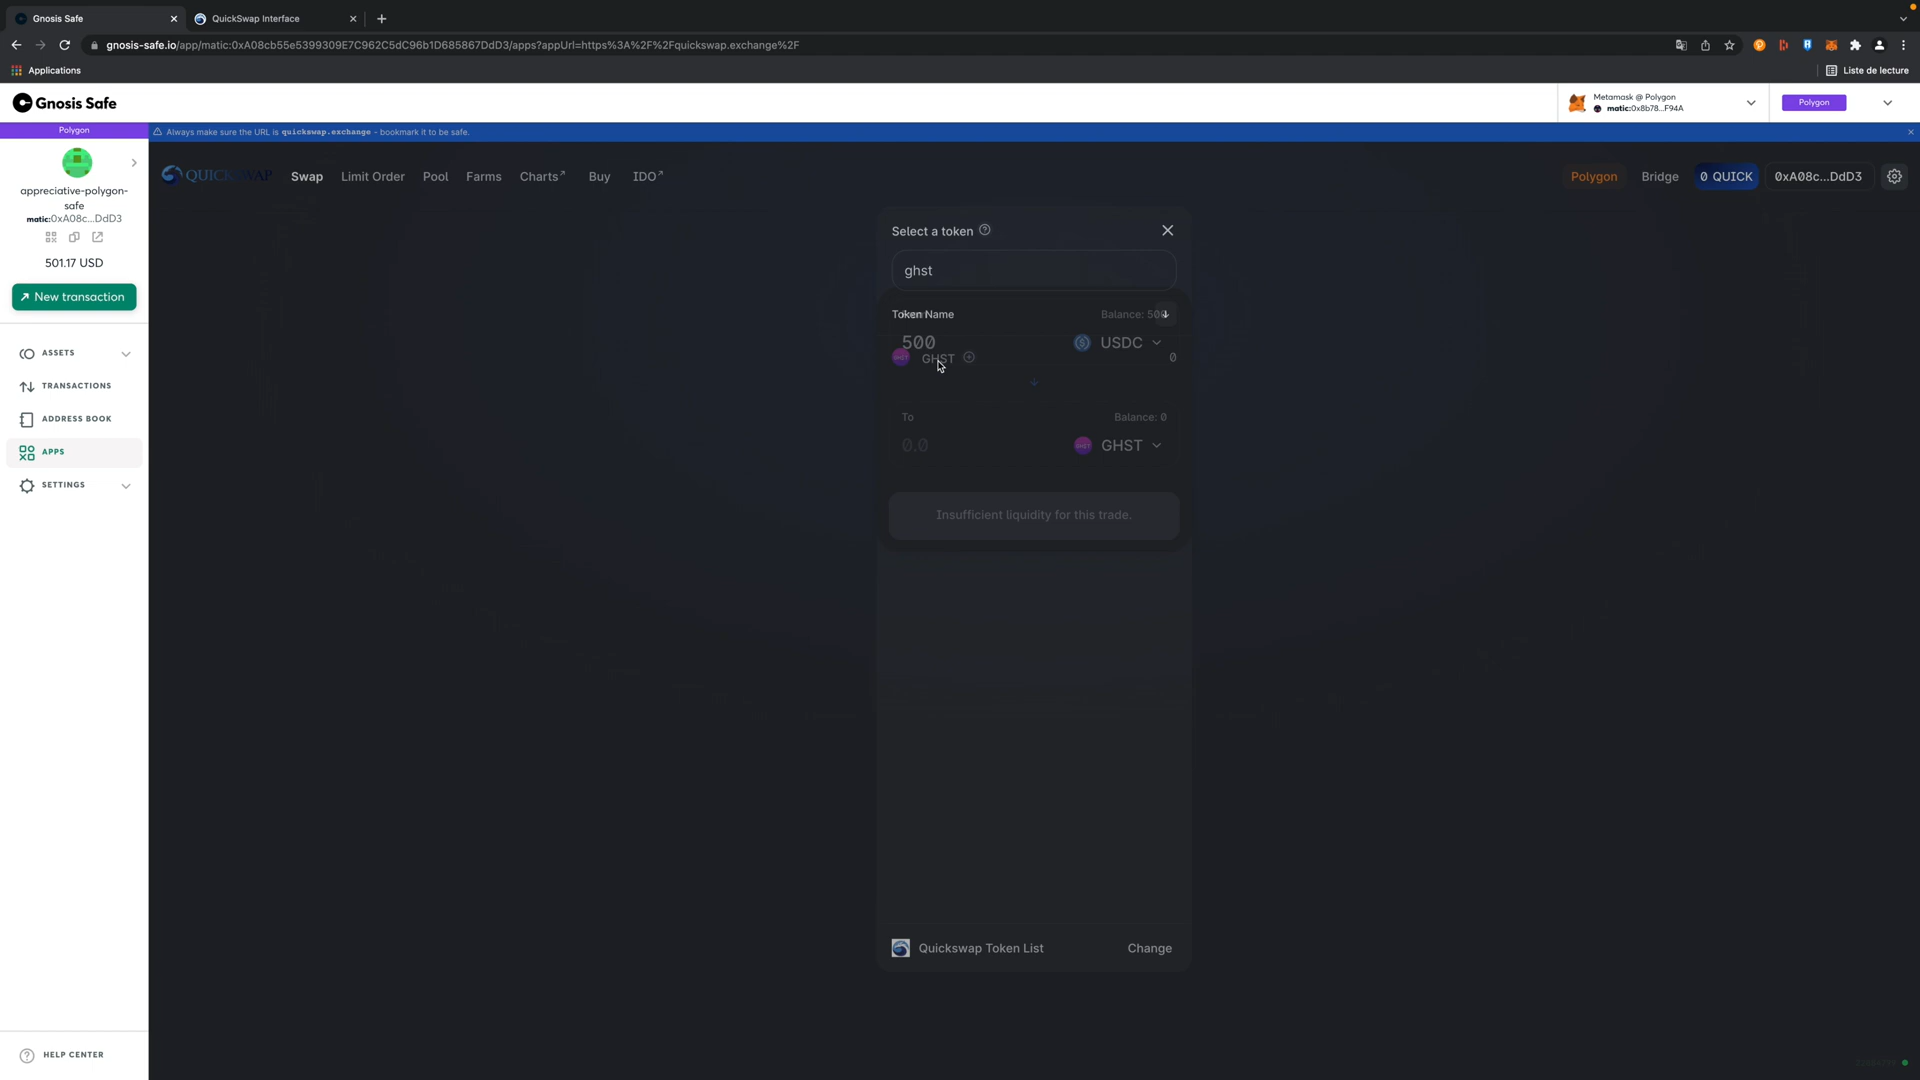 Gnosis Safe
QuickSwap Interface
gnosis-safe.io/app/matic:0xA08cb55e5399309E7C962C5dC96b1D685867DdD3/apps?appUrl=https%3A%2F%2Fquickswap.exchange%2F
Applications
Liste de lecture
Gnosis Safe
Metamask @ Polygon
matic:0x8b78...F94A
Polygon
Polygon
Always make sure the URL is quickswap.exchange - bookmark it to be safe.
appreciative-polygon-
safe
matic:0xA08c...DdD3
501.17 USD
New transaction
ASSETS
TRANSACTIONS
ADDRESS BOOK
APPS
SETTINGS
HELP CENTER
QUICKSWAP
Swap
Limit Order
Pool
Farms
Charts↗
Buy
IDO↗
Polygon
Bridge
0 QUICK
0xA08c...DdD3
Select a token
ghst
Token Name
Balance: 500
500
USDC
GHST
0
To
Balance: 0
0.0
GHST
Insufficient liquidity for this trade.
Quickswap Token List
Change